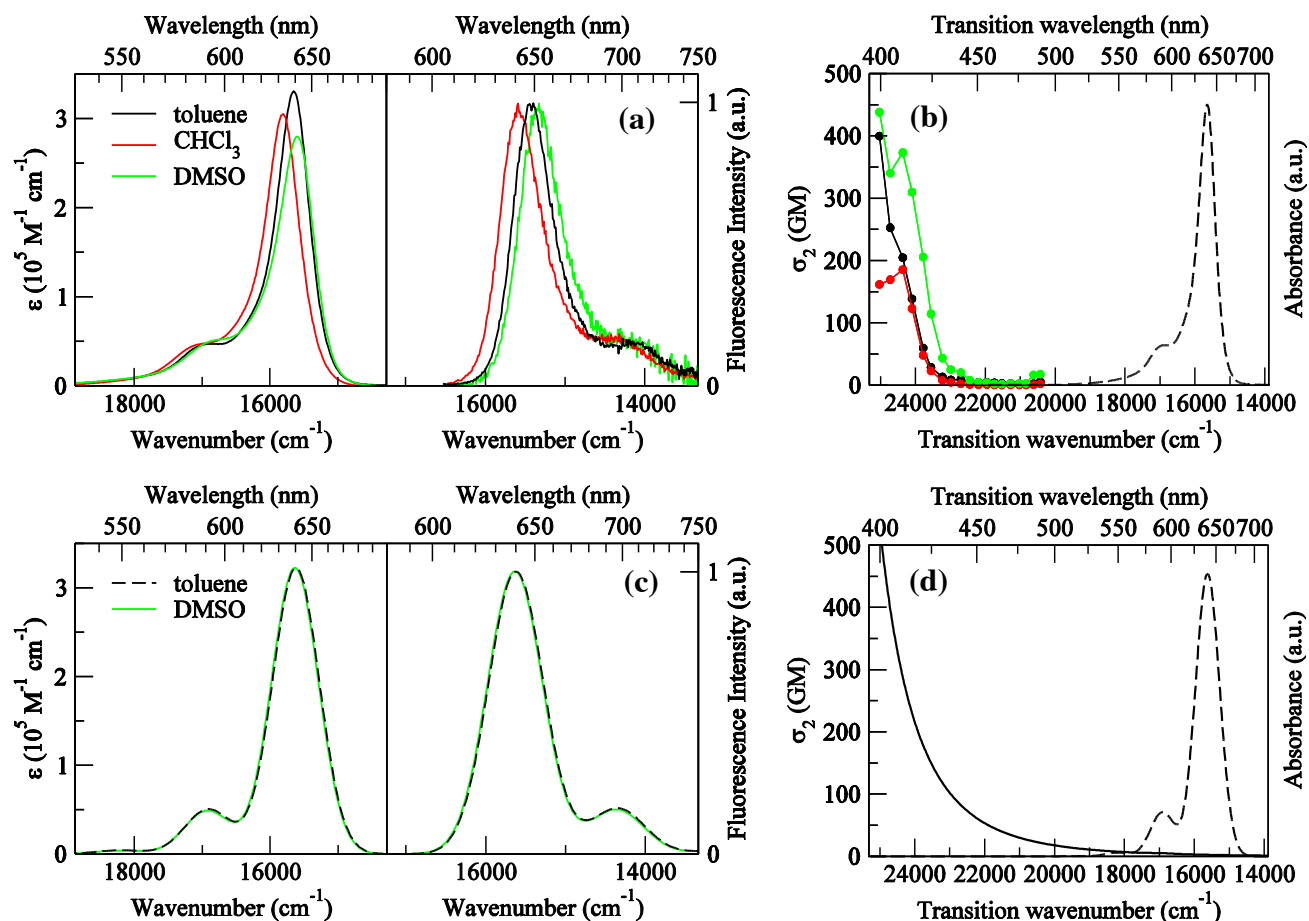 Wavelength (nm) Wavelength (nm) Transition wavelength (nm)
550 600 650 600 650 700 750 400 450 500 550 600 650 700
toluene
CHCl3
DMSO
(a)
ε (10^5 M^-1 cm^-1)
3
2
1
0
1
0
Fluorescence Intensity (a.u.)
18000 16000 16000 14000
Wavenumber (cm^-1) Wavenumber (cm^-1)
(b)
σ2 (GM)
500
400
300
200
100
0
Absorbance (a.u.)
24000 22000 20000 18000 16000 14000
Transition wavenumber (cm^-1)
Wavelength (nm) Wavelength (nm) Transition wavelength (nm)
550 600 650 600 650 700 750 400 450 500 550 600 650 700
toluene
DMSO
(c)
ε (10^5 M^-1 cm^-1)
3
2
1
0
1
0
Fluorescence Intensity (a.u.)
18000 16000 16000 14000
Wavenumber (cm^-1) Wavenumber (cm^-1)
(d)
σ2 (GM)
500
400
300
200
100
0
Absorbance (a.u.)
24000 22000 20000 18000 16000 14000
Transition wavenumber (cm^-1)